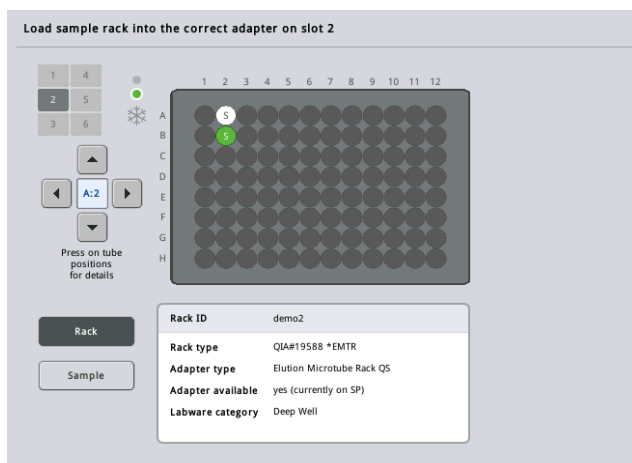 Load sample rack into the correct adapter on slot 2
1 4
2 5
3 6
1 2 3 4 5 6 7 8 9 10 11 12
A S
B S
C
D
E
F
G
H
A:2
Press on tube
positions
for details
Rack
Sample
Rack ID demo2
Rack type QIA#19588 *EMTR
Adapter type Elution Microtube Rack QS
Adapter available yes (currently on SP)
Labware category Deep Well